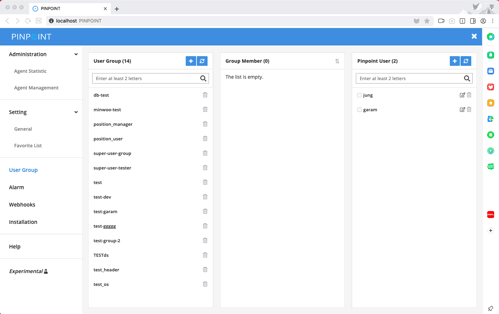 PINPOINT
localhost PINPOINT
PINPOINT
Administration
Agent Statistic
Agent Management
Setting
General
Favorite List
User Group
Alarm
Webhooks
Installation
Help
Experimental
User Group (14)
Enter at least 2 letters
db-test
minwoo-test
position_manager
position_user
super-user-group
super-user-tester
test
test-dev
test-garam
test-ggggg
test-group-2
TESTds
test_header
test_es
Group Member (0)
The list is empty.
Pinpoint User (2)
Enter at least 2 letters
jung
garam